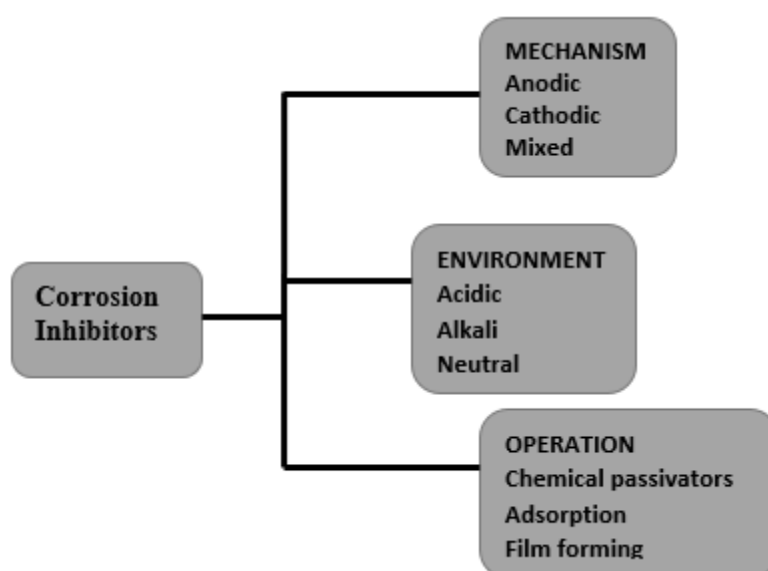 Corrosion
Inhibitors
MECHANISM
Anodic
Cathodic
Mixed
ENVIRONMENT
Acidic
Alkali
Neutral
OPERATION
Chemical passivators
Adsorption
Film forming